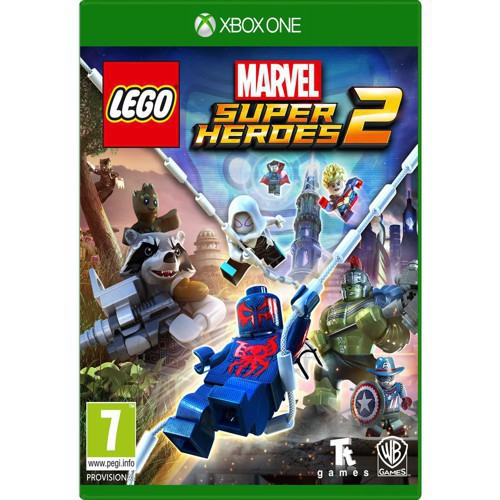 XBOX ONE
LEGO
MARVEL
SUPER
HEROES 2
7
www.pegi.info
PROVISIONAL
TT
games
WB
GAMES